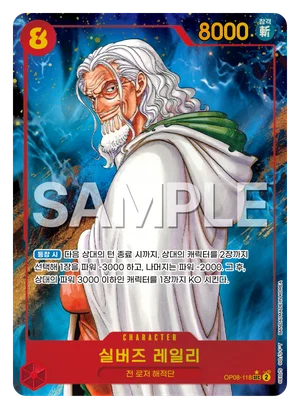 8
8000
참격
斬
SAMPLE
등장 시 다음 상대의 턴 종료 시까지, 상대의 캐릭터를 2장까지
선택해 1장을 파워 -3000 하고, 나머지는 파워 -2000. 그 후,
상대의 파워 3000 이하인 캐릭터를 1장까지 KO 시킨다.
CHARACTER
실버즈 레일리
전 로저 해적단
OP08-118 SEC 2